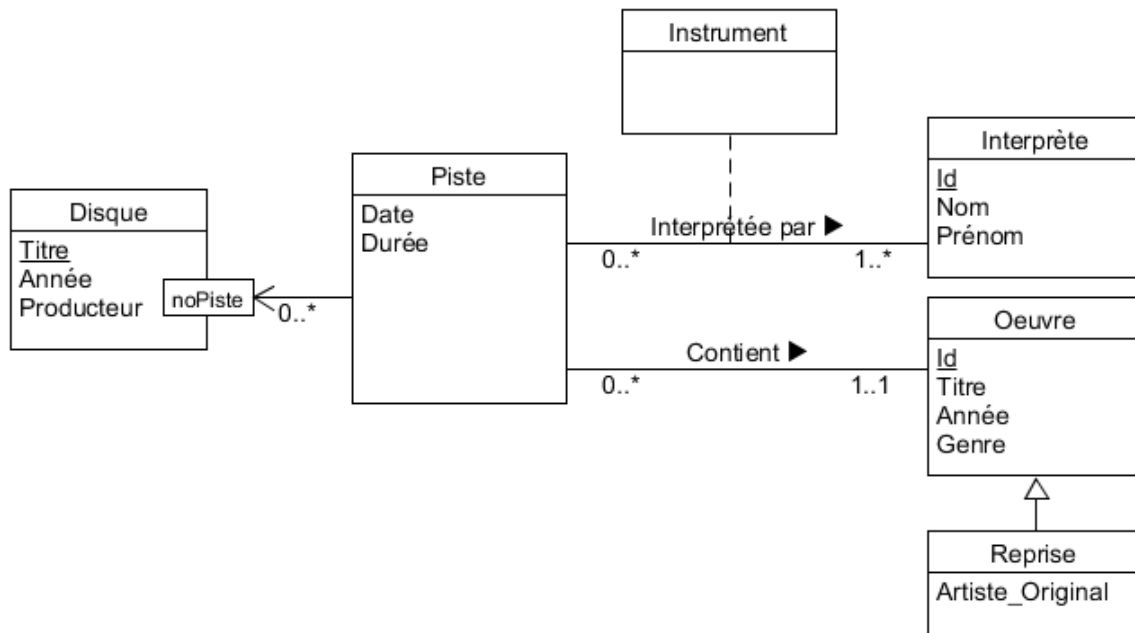 Instrument
Interprète
Id
Nom
Prénom
Piste
Date
Durée
Interprétée par ▶
0..*
1..*
Disque
Titre
Année
Producteur
noPiste
0..*
Contient ▶
0..*
1..1
Oeuvre
Id
Titre
Année
Genre
Reprise
Artiste_Original